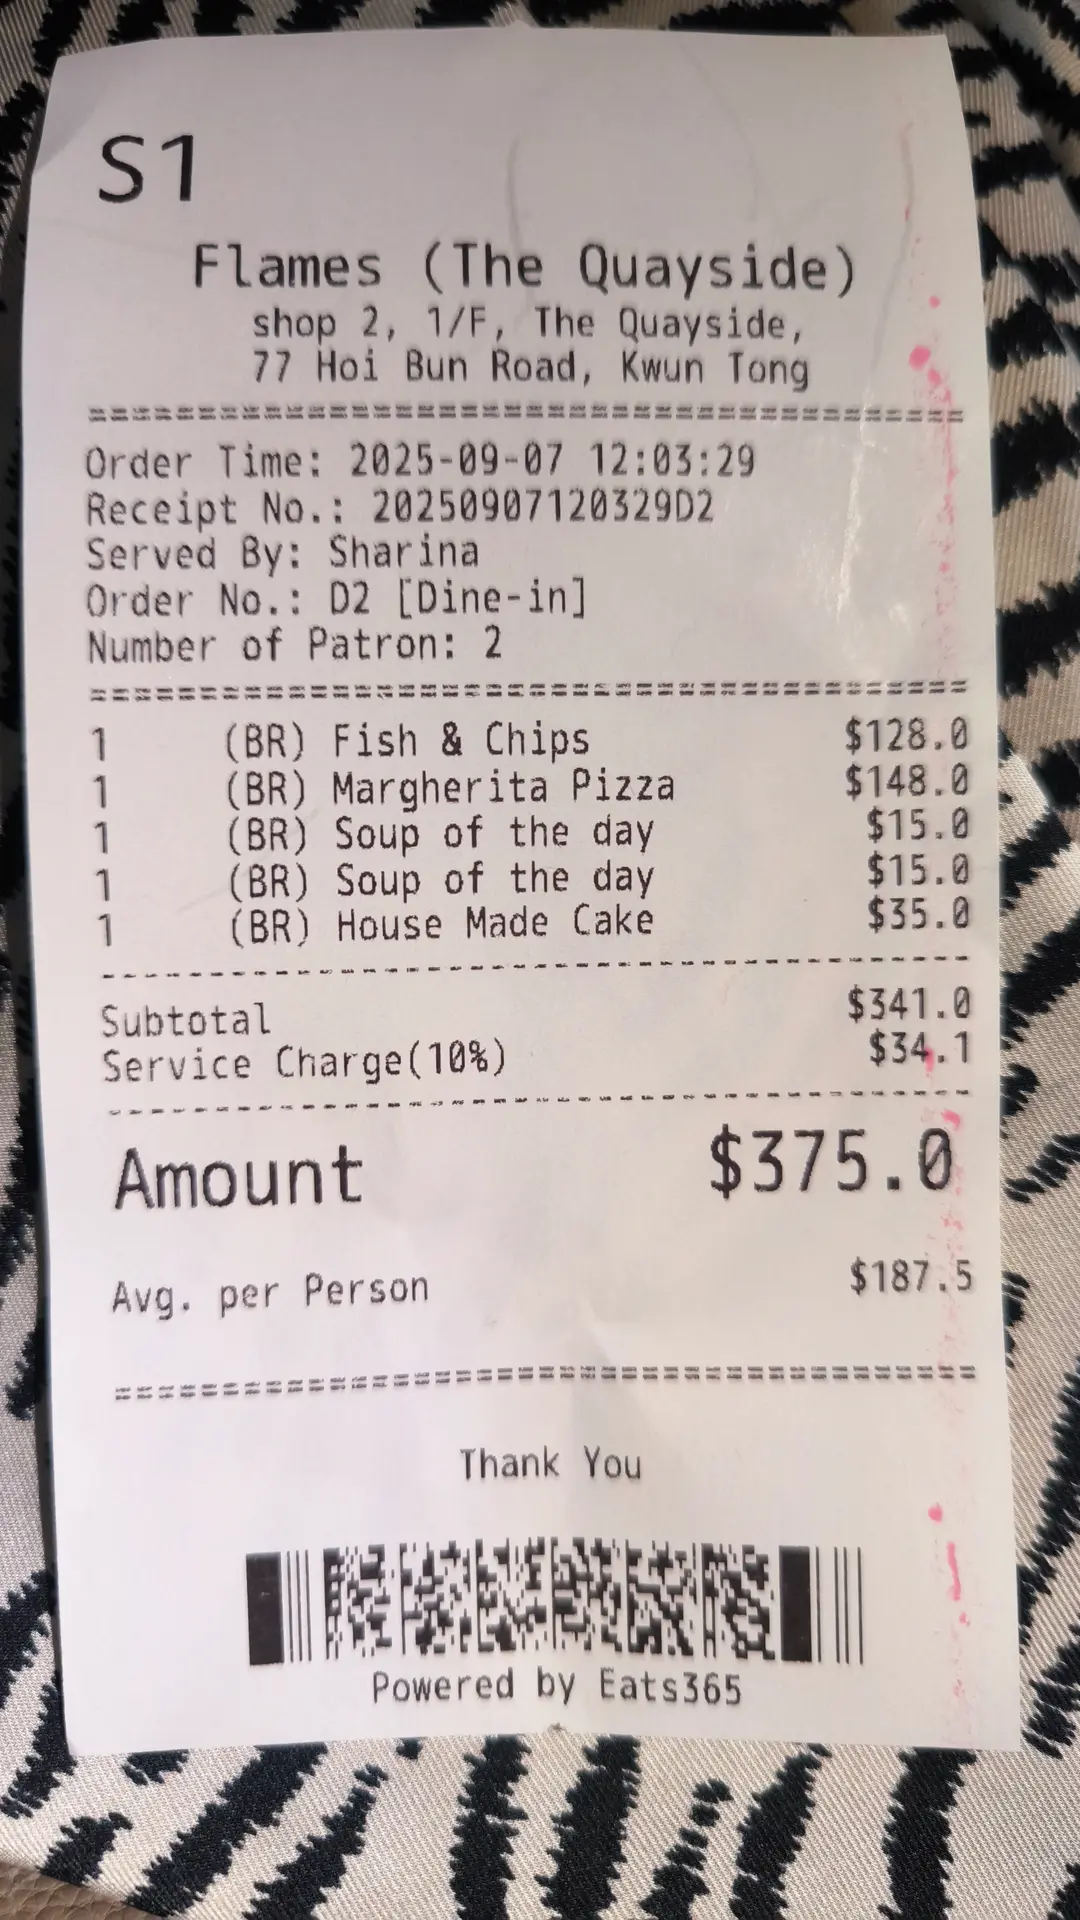 S1
Flames (The Quayside)
shop 2, 1/F, The Quayside,
77 Hoi Bun Road, Kwun Tong
========================================
Order Time: 2025-09-07 12:03:29
Receipt No.: 20250907120329D2
Served By: Sharina
Order No.: D2 [Dine-in]
Number of Patron: 2
========================================
1 (BR) Fish & Chips $128.0
1 (BR) Margherita Pizza $148.0
1 (BR) Soup of the day $15.0
1 (BR) Soup of the day $15.0
1 (BR) House Made Cake $35.0
----------------------------------------
Subtotal $341.0
Service Charge(10%) $34.1
----------------------------------------
Amount $375.0
Avg. per Person $187.5
========================================
Thank You
Powered by Eats365